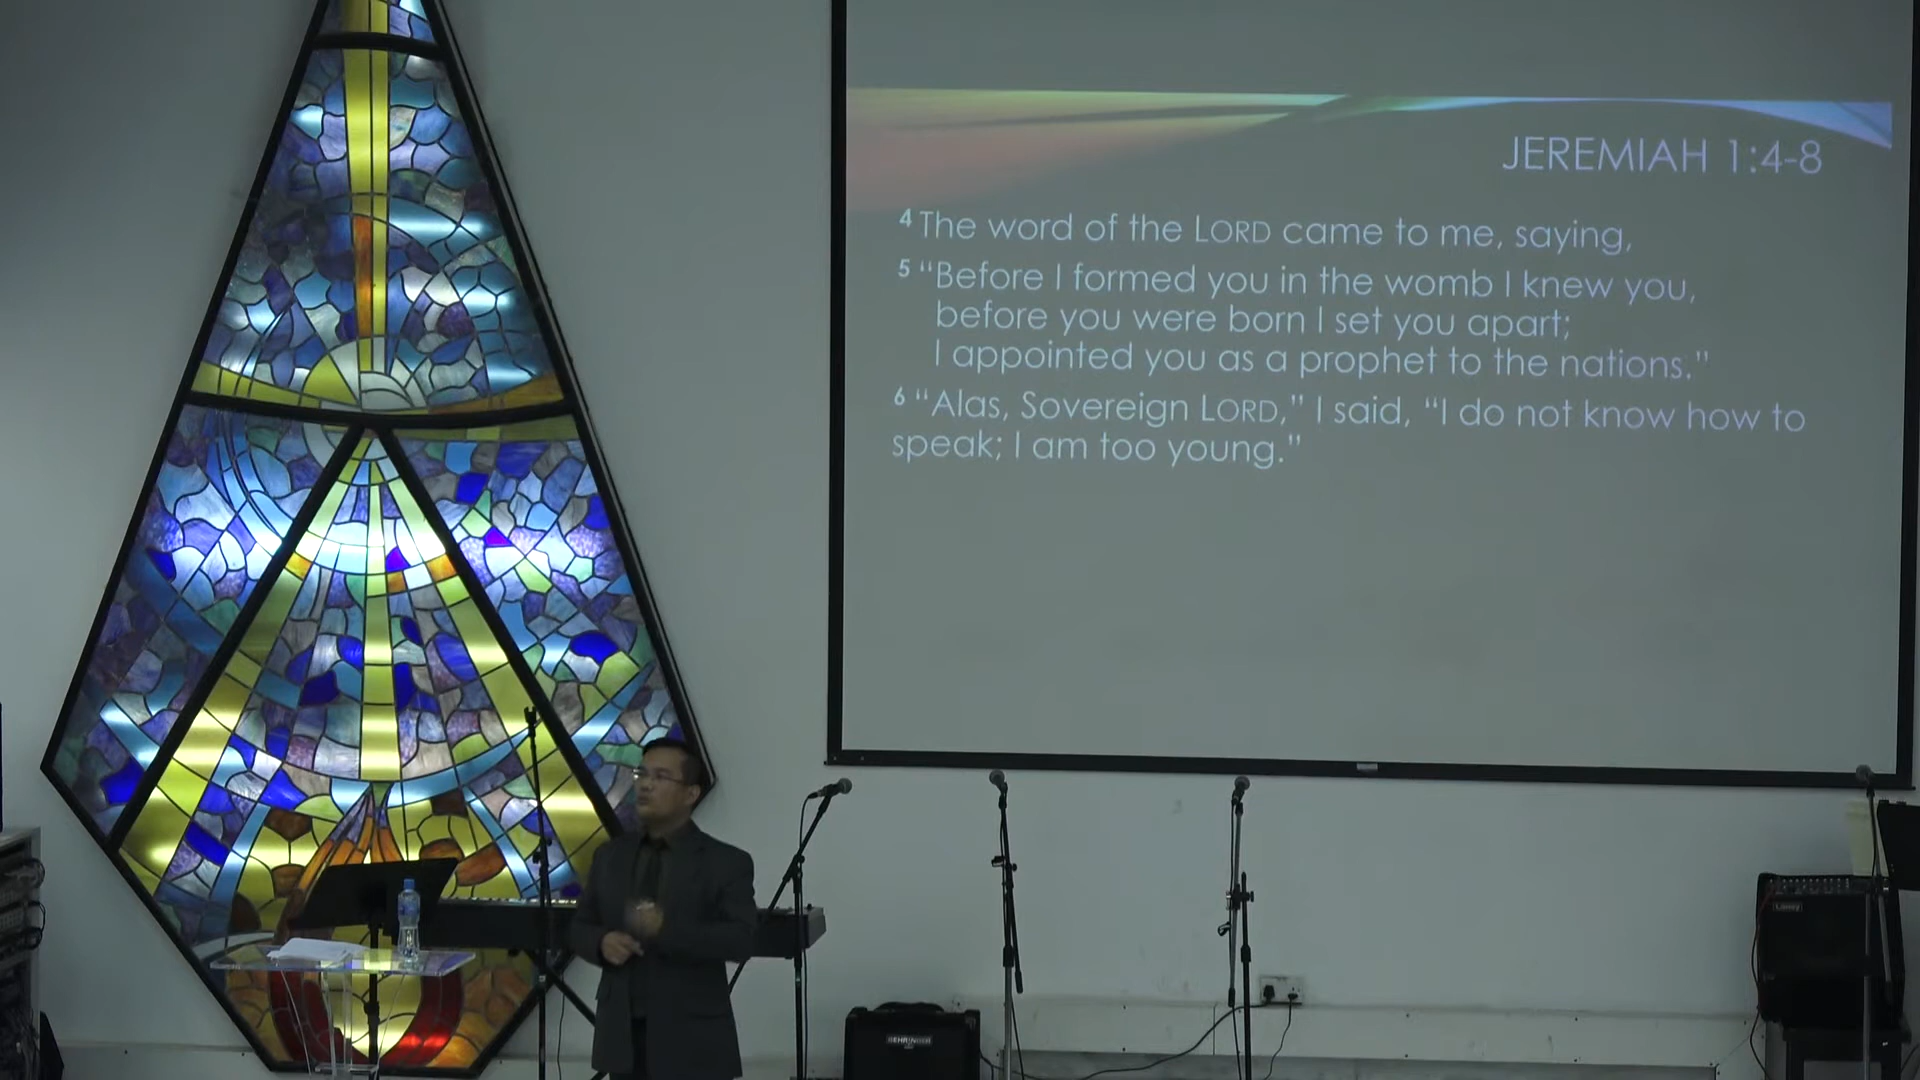 JEREMIAH 1:4-8
4 The word of the LORD came to me, saying,
5 “Before I formed you in the womb I knew you,
before you were born I set you apart;
I appointed you as a prophet to the nations.”
6 “Alas, Sovereign LORD,” I said, “I do not know how to
speak; I am too young.”
Laney
BEHRINGER